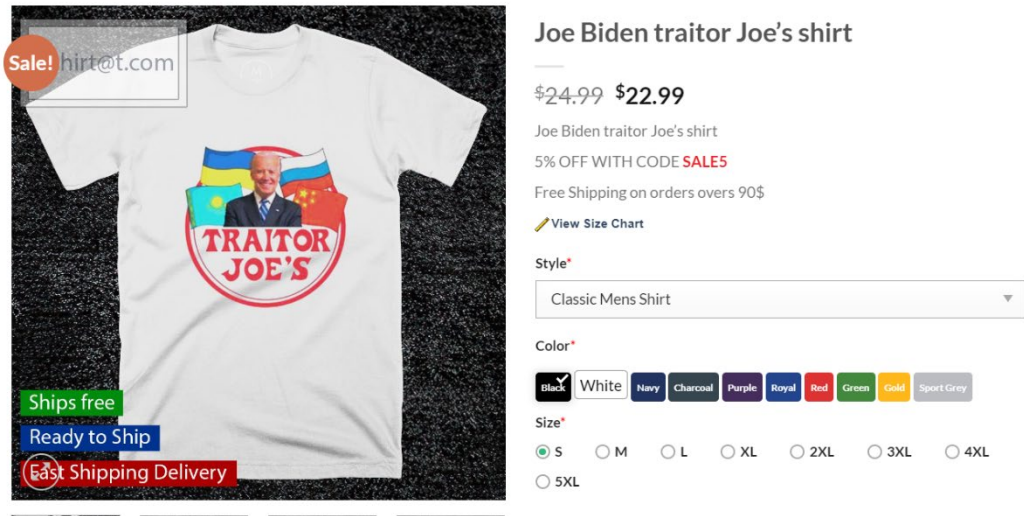 Sale!
hirt@t.com
TRAITOR
JOE'S
Ships free
Ready to Ship
Fast Shipping Delivery
Joe Biden traitor Joe’s shirt
$24.99 $22.99
Joe Biden traitor Joe’s shirt
5% OFF WITH CODE SALE5
Free Shipping on orders overs 90$
View Size Chart
Style*
Classic Mens Shirt
Color*
Black White Navy Charcoal Purple Royal Red Green Gold Sport Grey
Size*
S M L XL 2XL 3XL 4XL
5XL